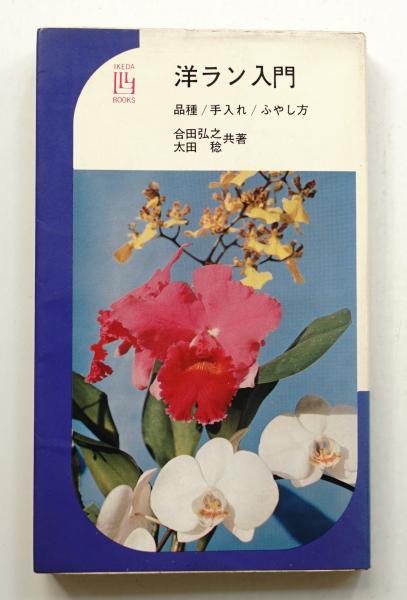 IKEDA
LILY
BOOKS
洋ラン入門
品種/手入れ/ふやし方
合田弘之
太田 稔
共著